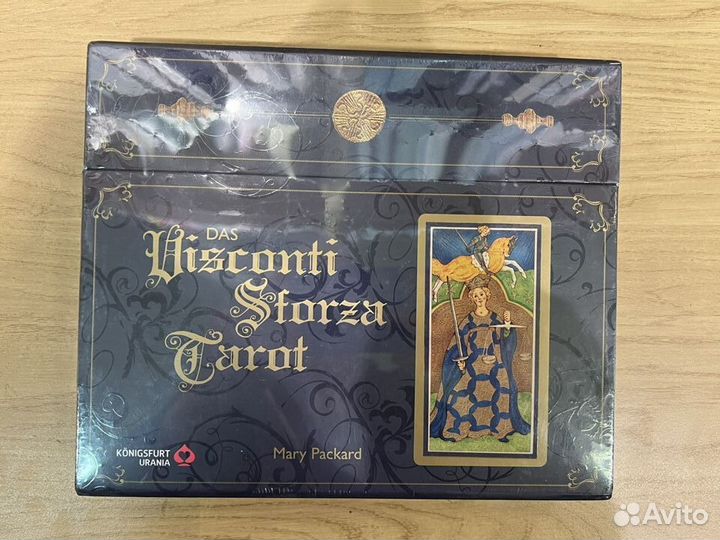 DAS
Visconti
Sforza
Tarot
KÖNIGSFURT
URANIA
Mary Packard
Avito